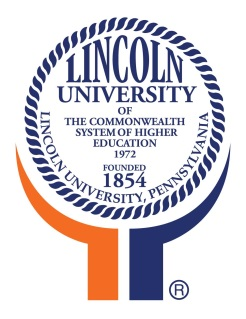 LINCOLN
UNIVERSITY
OF
THE COMMONWEALTH
SYSTEM OF HIGHER
EDUCATION
1972
FOUNDED
1854
LINCOLN UNIVERSITY, PENNSYLVANIA
®